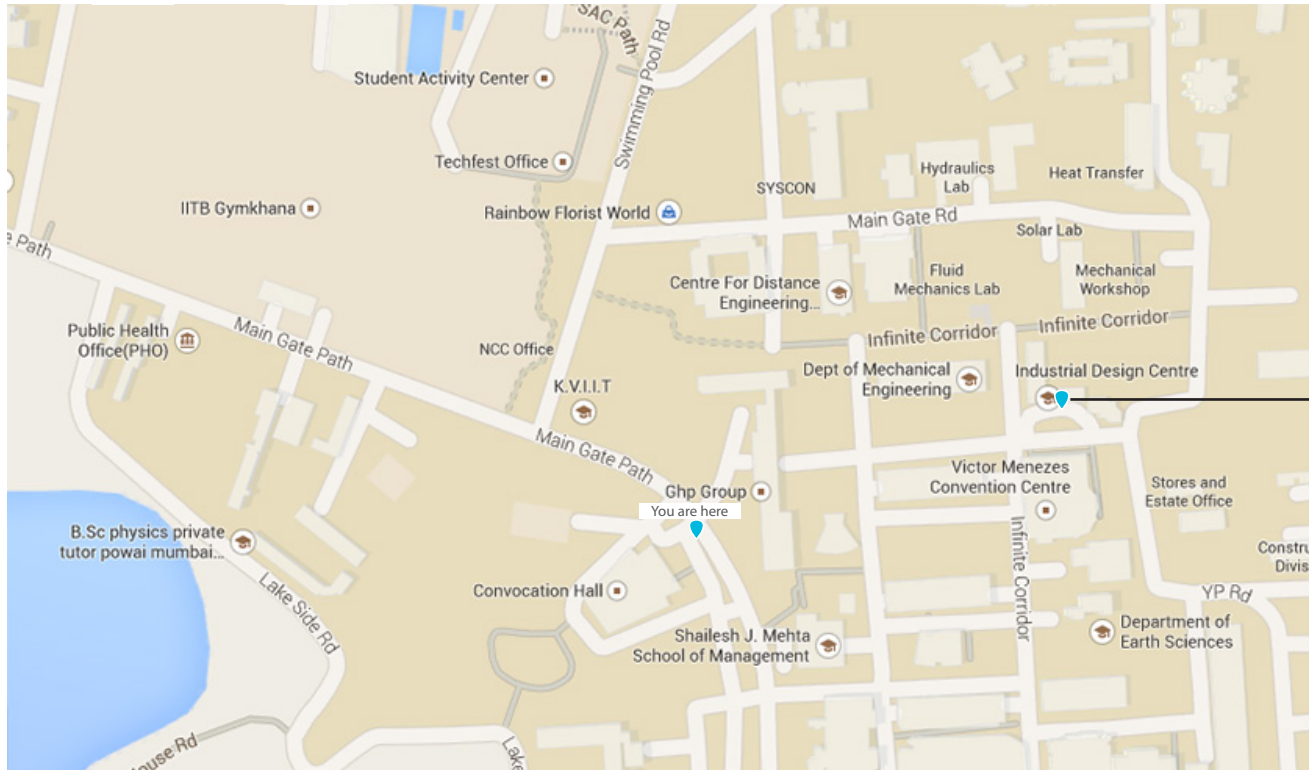 SAC Path
Swimming Pool Rd
Student Activity Center
Techfest Office
Hydraulics
Lab
Heat Transfer
SYSCON
IITB Gymkhana
Rainbow Florist World
Main Gate Rd
Solar Lab
e Path
Centre For Distance
Engineering...
Fluid
Mechanics Lab
Mechanical
Workshop
Public Health
Office(PHO)
Main Gate Path
NCC Office
Infinite Corridor
Infinite Corridor
K.V.I.I.T
Dept of Mechanical
Engineering
Industrial Design Centre
Main Gate Path
Victor Menezes
Convention Centre
Ghp Group
You are here
Stores and
Estate Office
B.Sc physics private
tutor powai mumbai...
Infinite Corridor
Constru
Divis
Lake Side Rd
Convocation Hall
YP Rd
Shailesh J. Mehta
School of Management
Department of
Earth Sciences
ouse Rd
Lake